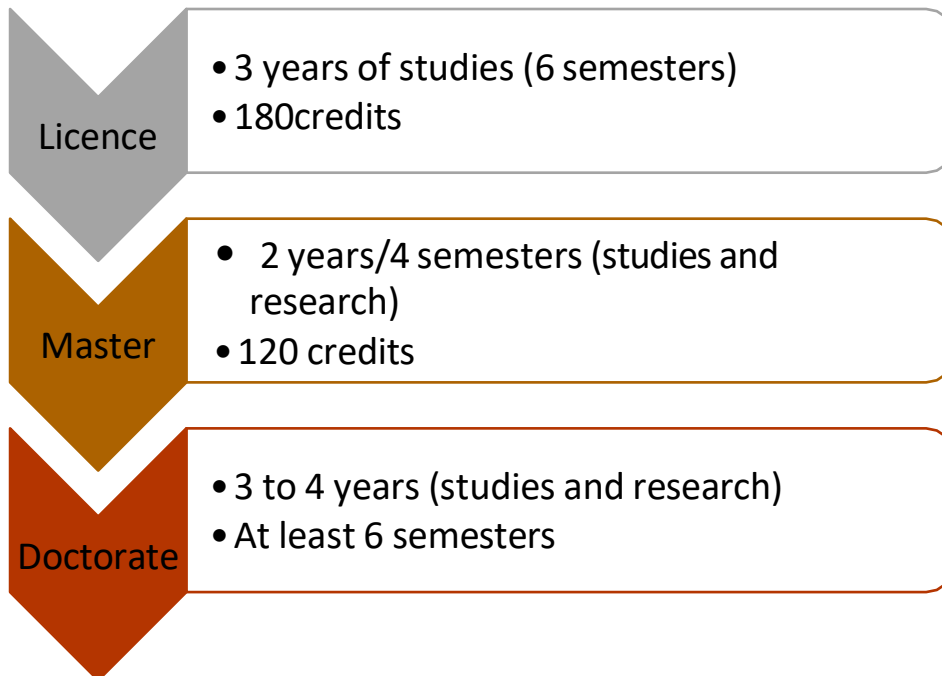 Licence
• 3 years of studies (6 semesters)
• 180credits
Master
• 2 years/4 semesters (studies and
research)
• 120 credits
Doctorate
• 3 to 4 years (studies and research)
• At least 6 semesters